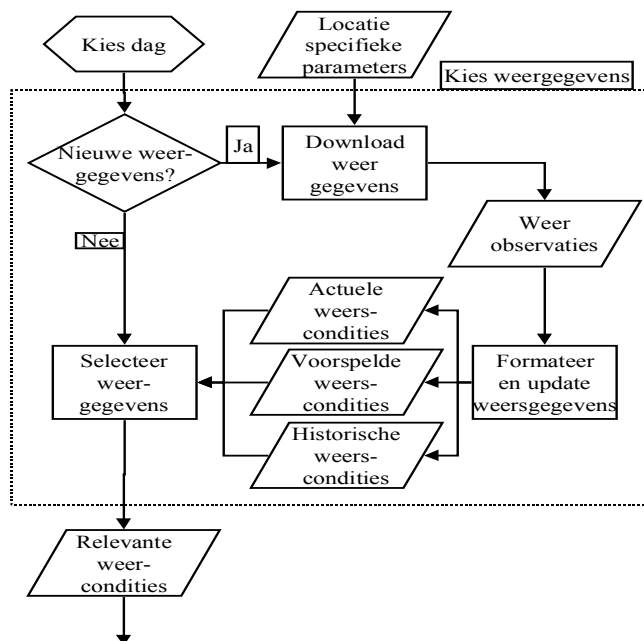 Kies dag
Locatie
specifieke
parameters
Kies weergegevens
Nieuwe weer-
gegevens?
Ja
Download
weer
gegevens
Nee
Weer
observaties
Actuele
weers-
condities
Selecteer
weer-
gegevens
Voorspelde
weers-
condities
Formateer
en update
weersgegevens
Historische
weers-
condities
Relevante
weer-
condities